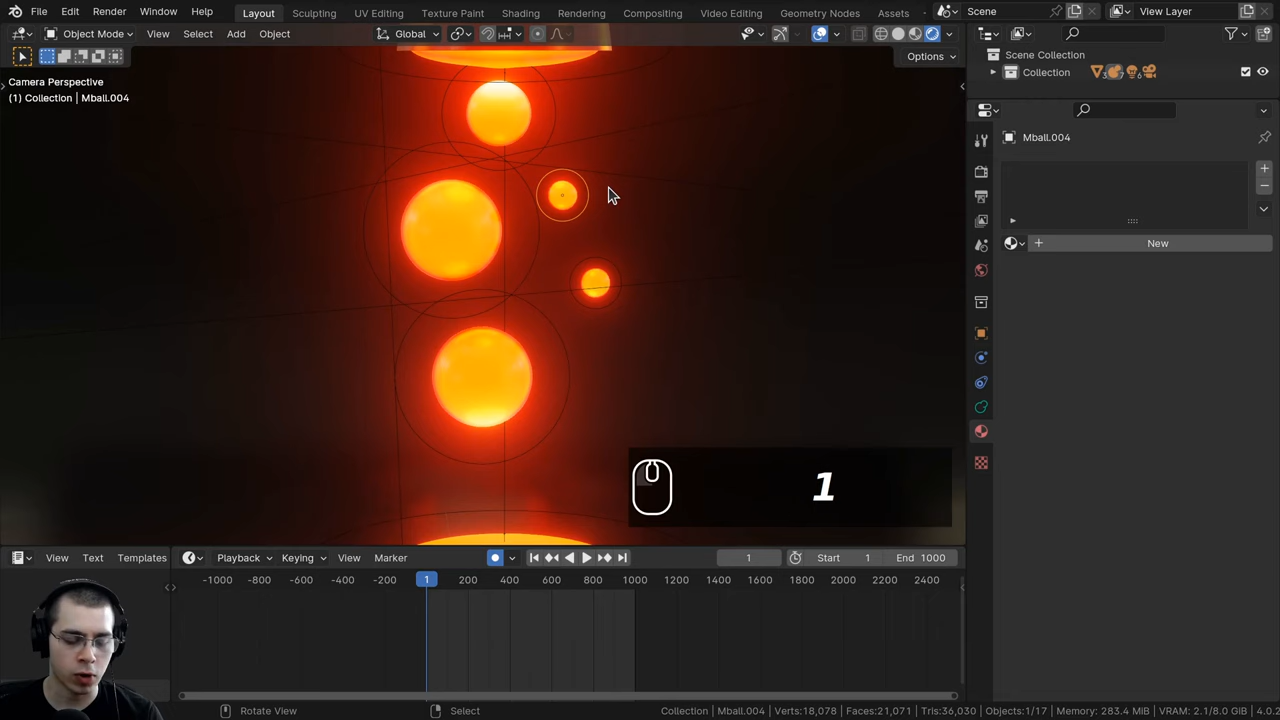 File Edit Render Window Help Layout Sculpting UV Editing Texture Paint Shading Rendering Compositing Video Editing Geometry Nodes Assets Scene View Layer
Object Mode View Select Add Object Global
Options
Camera Perspective
(1) Collection | Mball.004
Scene Collection
Collection
Mball.004
New
1
View Text Templates Playback Keying View Marker 1 Start 1 End 1000
-1000 -800 -600 -400 -200 1 200 400 600 800 1000 1200 1400 1600 1800 2000 2200 2400
Rotate View Select Collection | Mball.004 | Verts:18,078 | Faces:21,071 | Tris:36,030 | Objects:1/17 | Memory: 283.4 MiB | VRAM: 2.1/8.0 GiB | 4.0.2